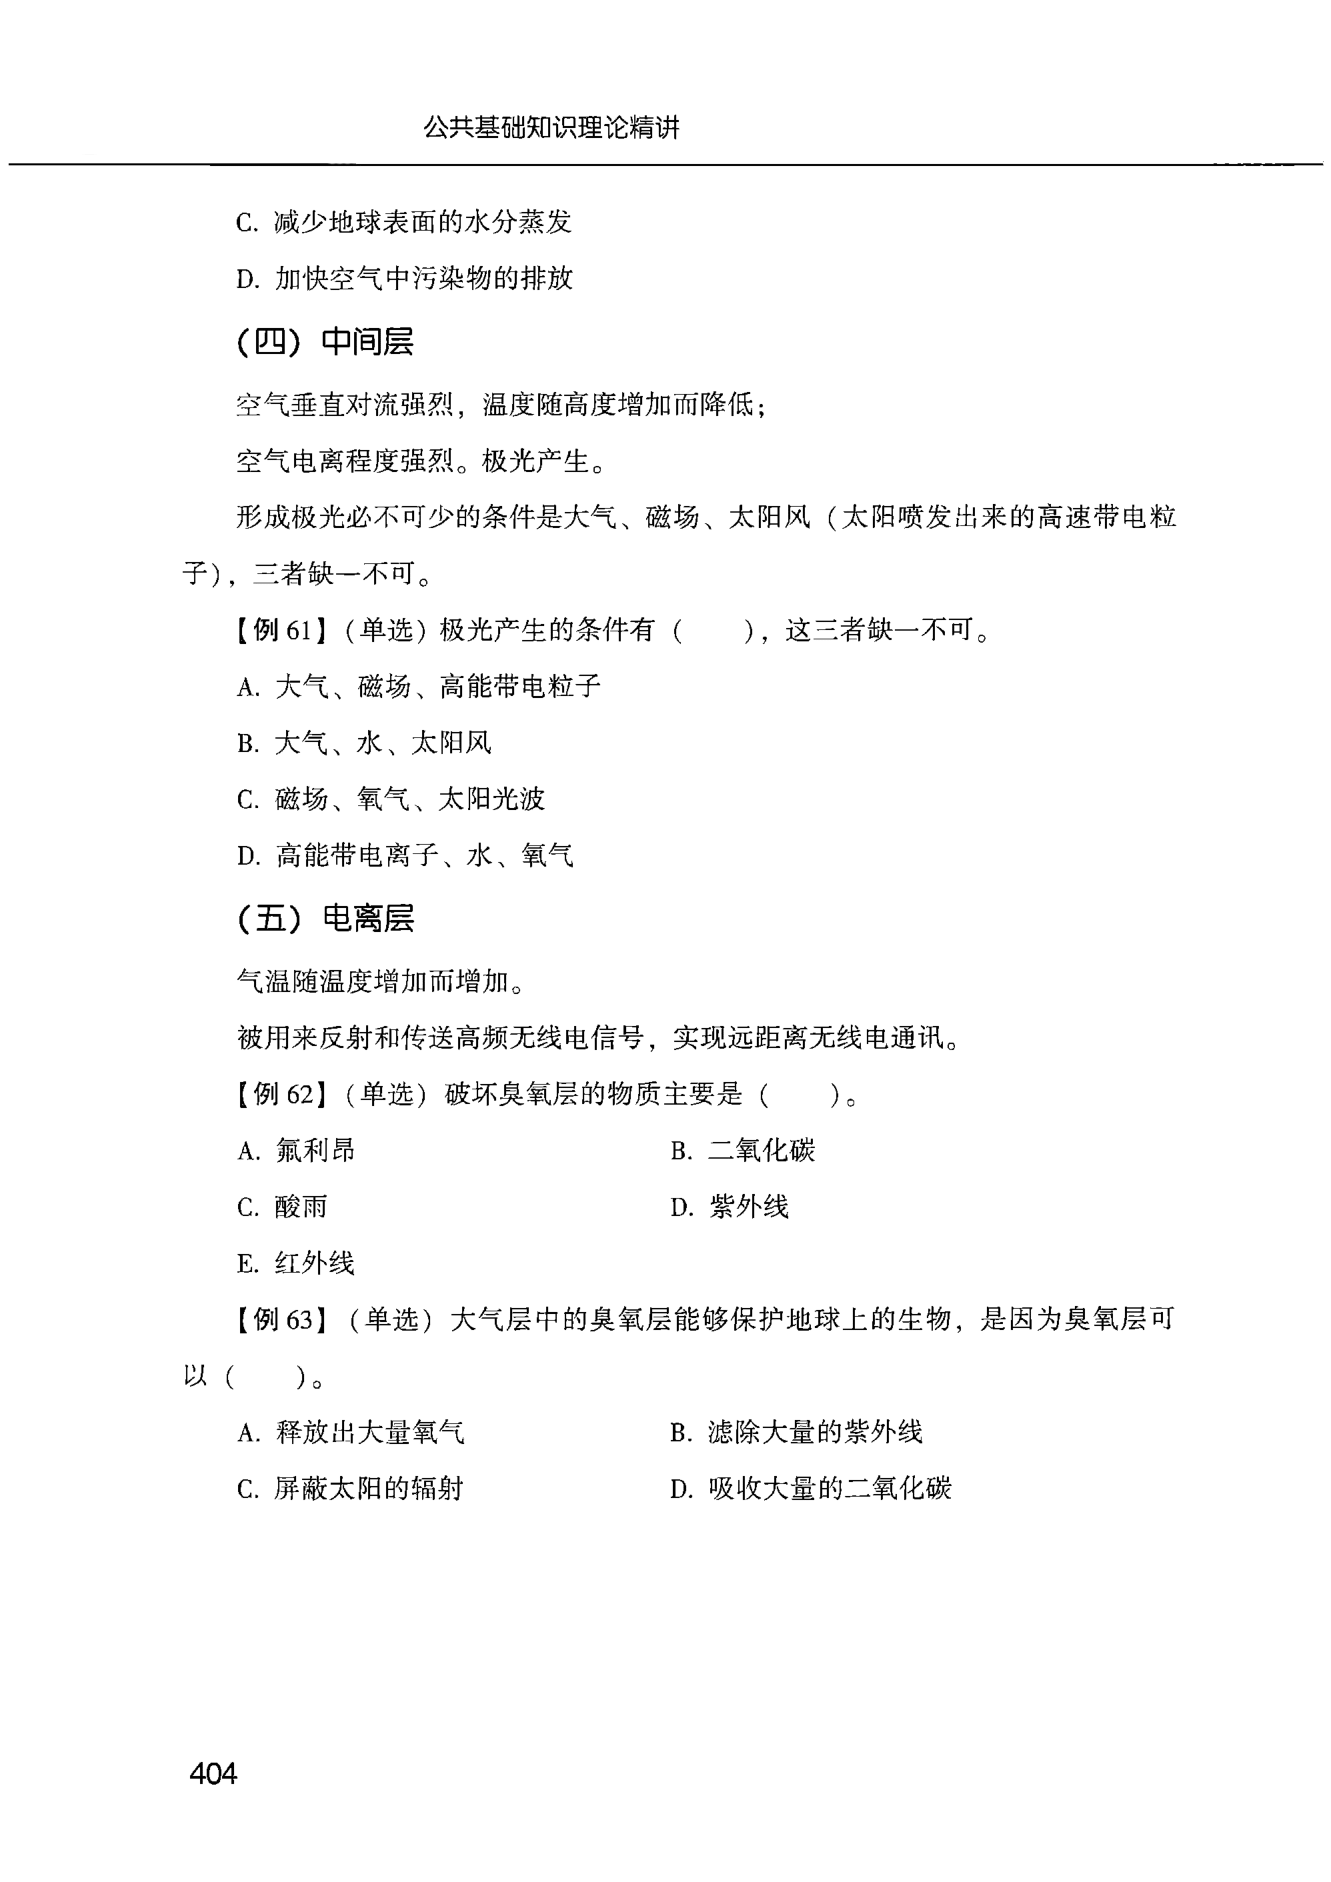 公共基础知识理论精讲
C. 减少地球表面的水分蒸发
D. 加快空气中污染物的排放
（四）中间层
空气垂直对流强烈，温度随高度增加而降低；
空气电离程度强烈。极光产生。
形成极光必不可少的条件是大气、磁场、太阳风（太阳喷发出来的高速带电粒
子），三者缺一不可。
【例 61】（单选）极光产生的条件有（　　），这三者缺一不可。
A. 大气、磁场、高能带电粒子
B. 大气、水、太阳风
C. 磁场、氧气、太阳光波
D. 高能带电离子、水、氧气
（五）电离层
气温随温度增加而增加。
被用来反射和传送高频无线电信号，实现远距离无线电通讯。
【例 62】（单选）破坏臭氧层的物质主要是（　　）。
A. 氟利昂　B. 二氧化碳
C. 酸雨　D. 紫外线
E. 红外线
【例 63】（单选）大气层中的臭氧层能够保护地球上的生物，是因为臭氧层可
以（　　）。
A. 释放出大量氧气　B. 滤除大量的紫外线
C. 屏蔽太阳的辐射　D. 吸收大量的二氧化碳
404